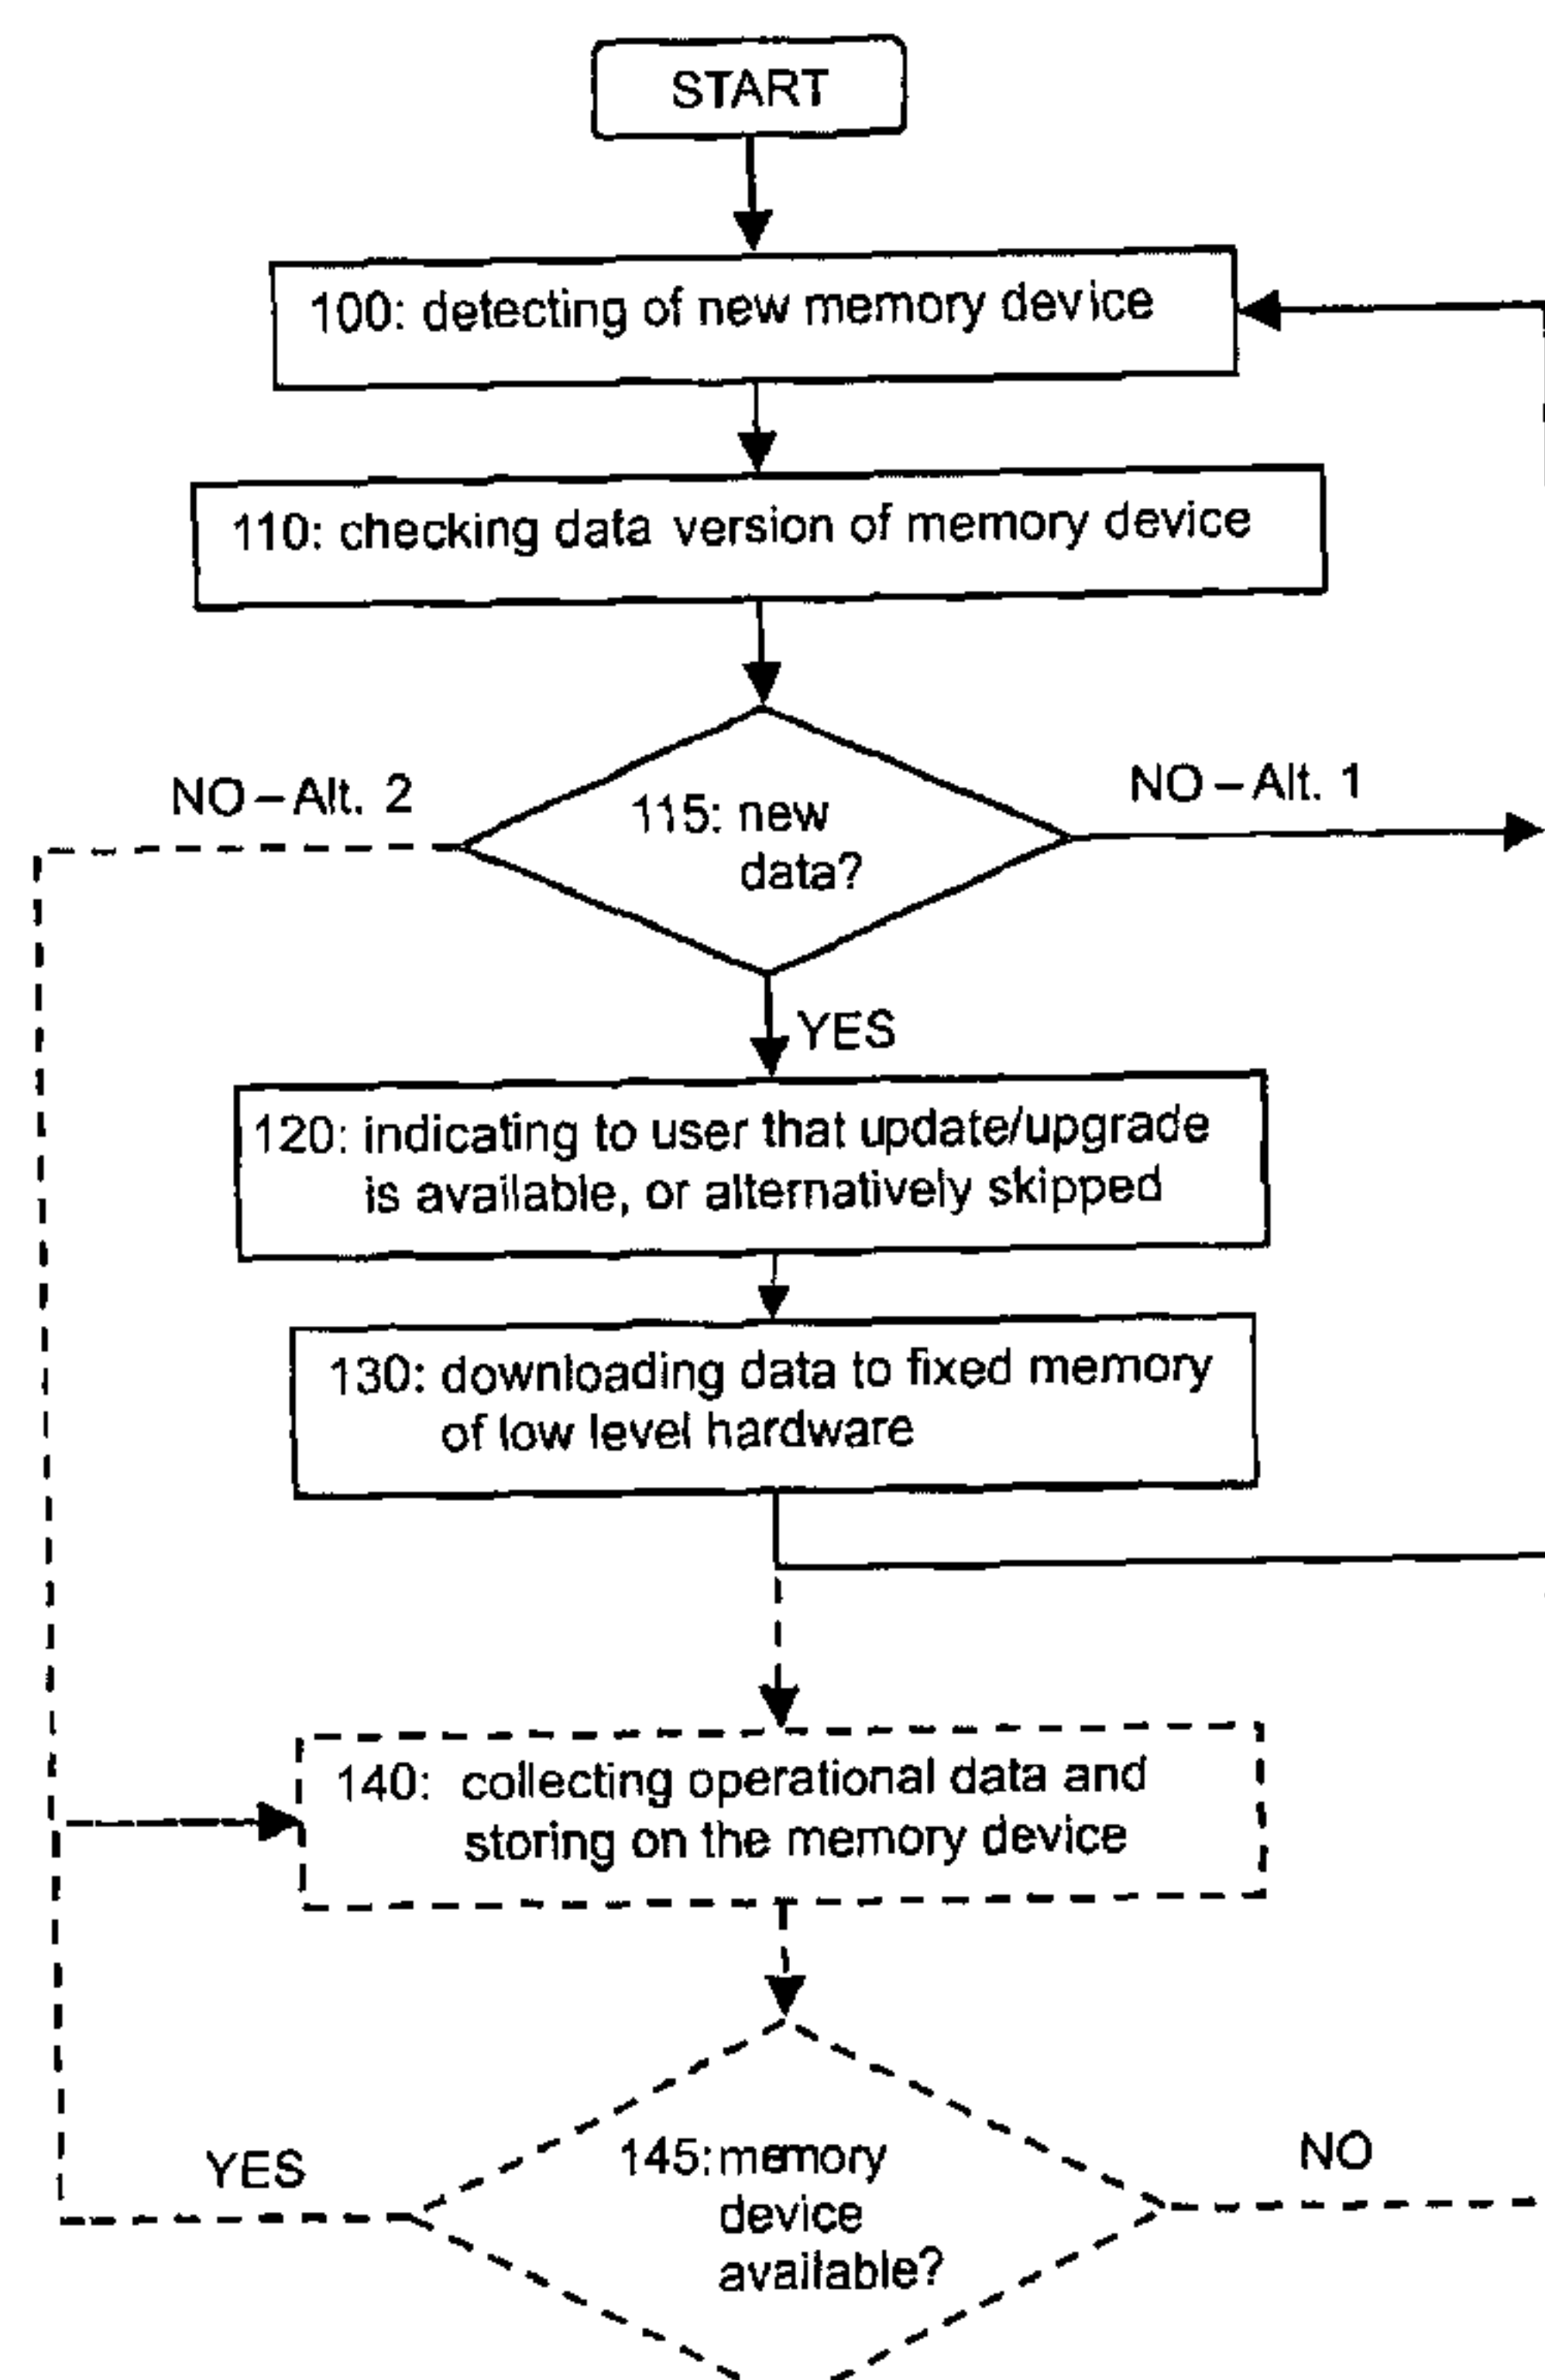 START
100: detecting of new memory device
110: checking data version of memory device
NO – Alt. 2
115: new
data?
NO – Alt. 1
YES
120: indicating to user that update/upgrade
is available, or alternatively skipped
130: downloading data to fixed memory
of low level hardware
140: collecting operational data and
storing on the memory device
YES
145: memory
device
available?
NO